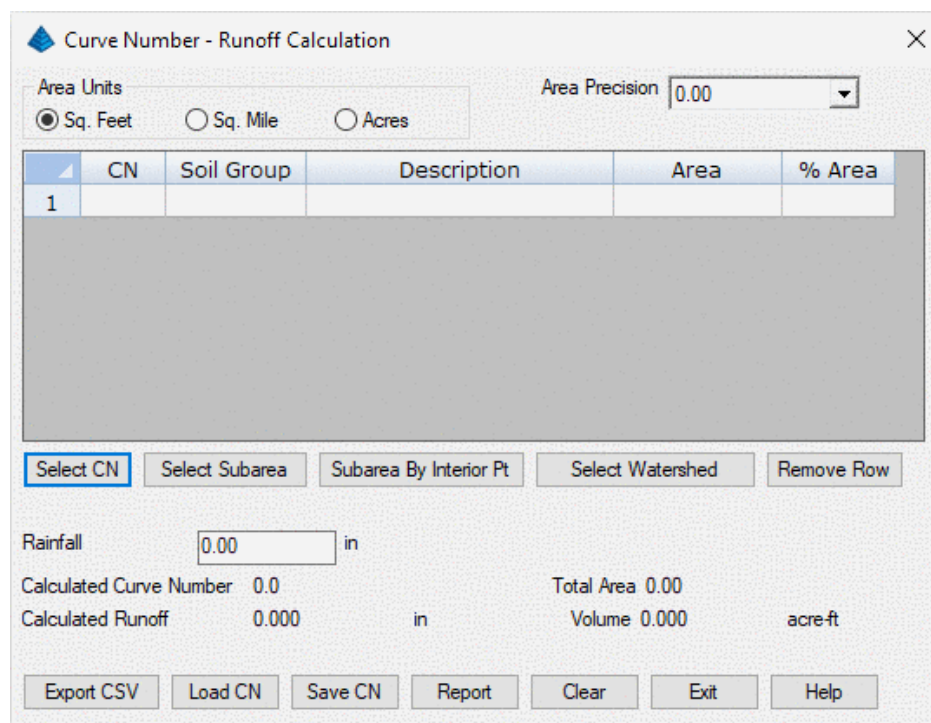 Curve Number - Runoff Calculation
Area Units
Area Precision 0.00
Sq. Feet Sq. Mile Acres
CN Soil Group Description Area % Area
1
Select CN Select Subarea Subarea By Interior Pt Select Watershed Remove Row
Rainfall 0.00 in
Calculated Curve Number 0.0 Total Area 0.00
Calculated Runoff 0.000 in Volume 0.000 acre-ft
Export CSV Load CN Save CN Report Clear Exit Help